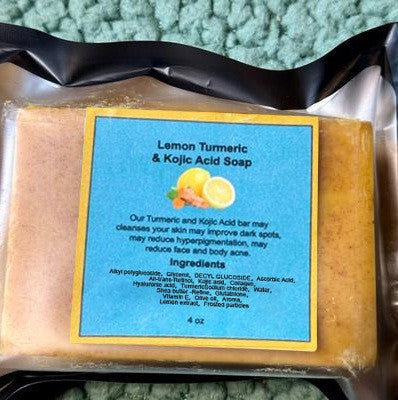 Lemon Turmeric
& Kojic Acid Soap
Our Turmeric and Kojic Acid bar may
cleanses your skin may improve dark spots,
may reduce hyperpigmentation, may
reduce face and body acne.
Ingredients
Alkyl polyglucoside, Glycerol, DECYL GLUCOSIDE, Ascorbic Acid,
All-trans-Retinol, Kojic acid, Collagen,
Hyaluronic acid, TurmericSodium chloride, Water,
Shea butter -Refine, Glutathione,
Vitamin E, Olive oil, Aroma,
Lemon extract, Frosted particles
4 oz